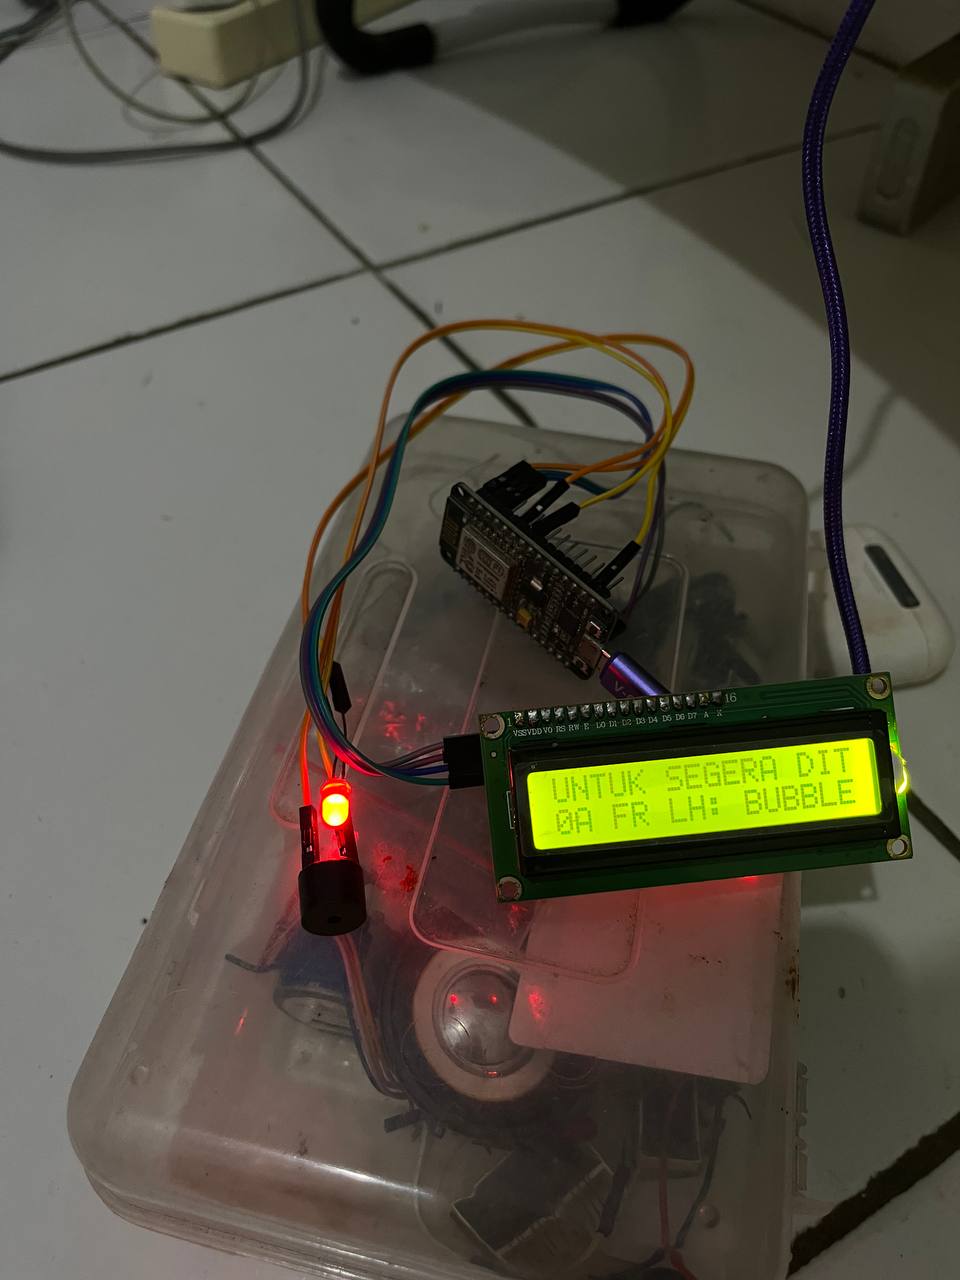 1
16
VSS VDD V0 RS RW E D0 D1 D2 D3 D4 D5 D6 D7 A K
UNTUK SEGERA DIT
0A FR LH: BUBBLE